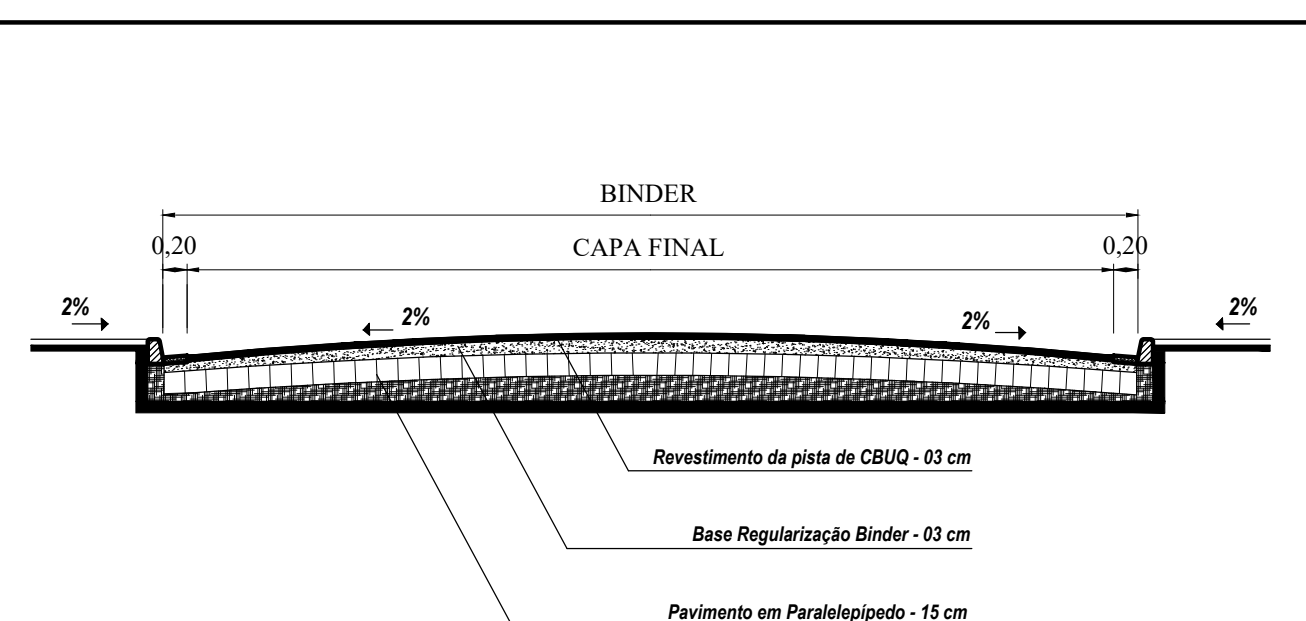 BINDER
0,20 CAPA FINAL 0,20
2% 2% 2% 2%
Revestimento da pista de CBUQ - 03 cm
Base Regularização Binder - 03 cm
Pavimento em Paralelepípedo - 15 cm